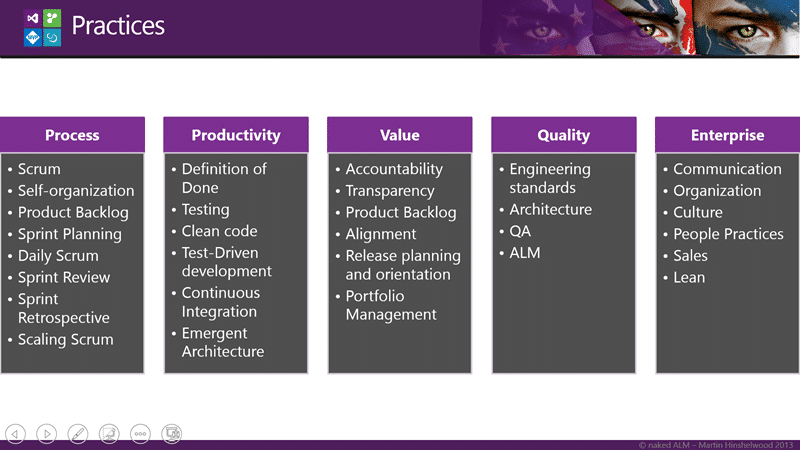 Practices
Process
• Scrum
• Self-organization
• Product Backlog
• Sprint Planning
• Daily Scrum
• Sprint Review
• Sprint
Retrospective
• Scaling Scrum
Productivity
• Definition of
Done
• Testing
• Clean code
• Test-Driven
development
• Continuous
Integration
• Emergent
Architecture
Value
• Accountability
• Transparency
• Product Backlog
• Alignment
• Release planning
and orientation
• Portfolio
Management
Quality
• Engineering
standards
• Architecture
• QA
• ALM
Enterprise
• Communication
• Organization
• Culture
• People Practices
• Sales
• Lean
© naked ALM – Martin Hinshelwood 2013